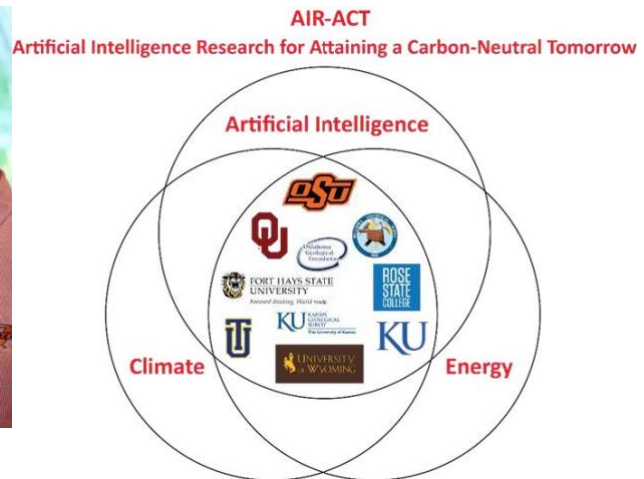 AIR-ACT
Artificial Intelligence Research for Attaining a Carbon-Neutral Tomorrow
Artificial Intelligence
OSU
OU
Oklahoma
Geological
FORT HAYS STATE
UNIVERSITY
Forward thinking. World ready.
ROSE
STATE
COLLEGE
KU KANSAS
GEOLOGICAL
SURVEY
The University of Kansas
TU
KU
Climate
Energy
UNIVERSITY
OF WYOMING